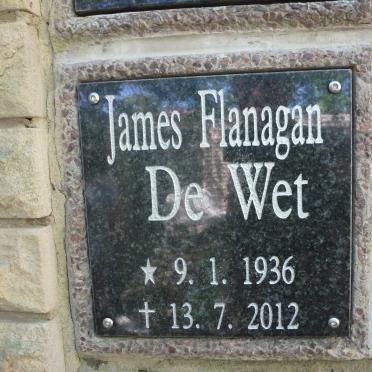 James Flanagan
De Wet
★ 9. 1. 1936
✝ 13. 7. 2012